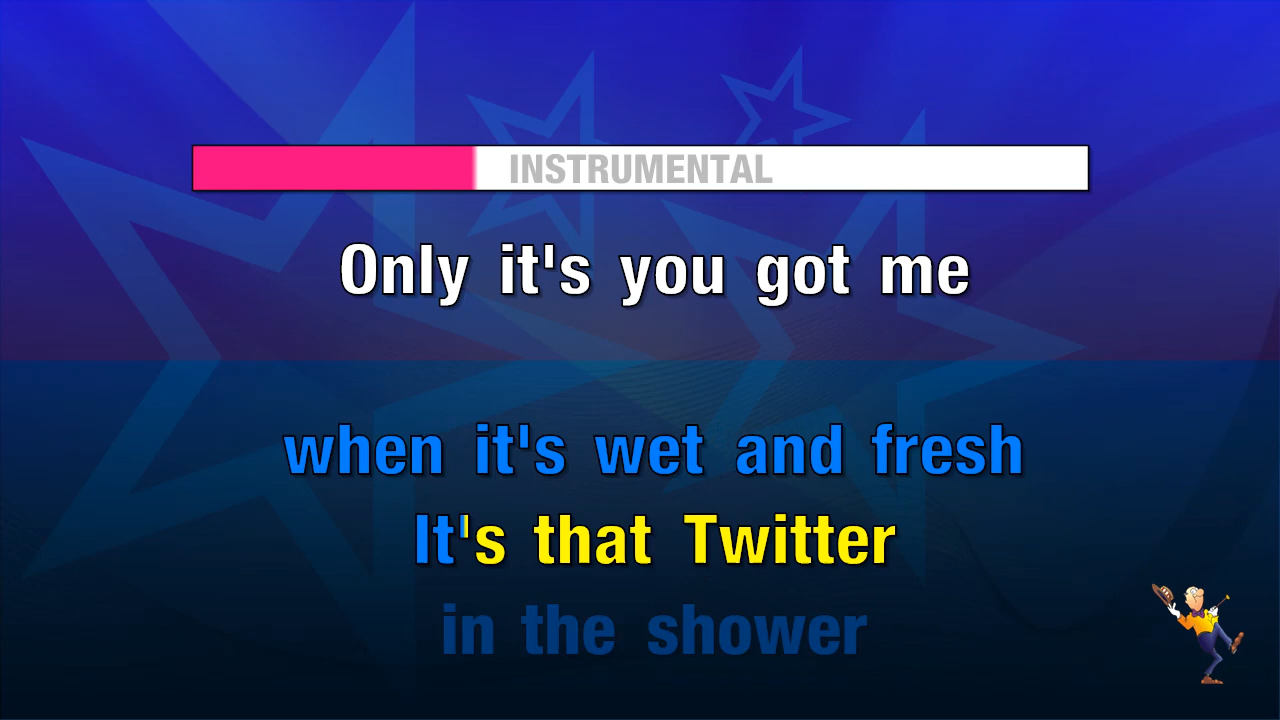 INSTRUMENTAL
Only it's you got me
when it's wet and fresh
It's that Twitter
in the shower